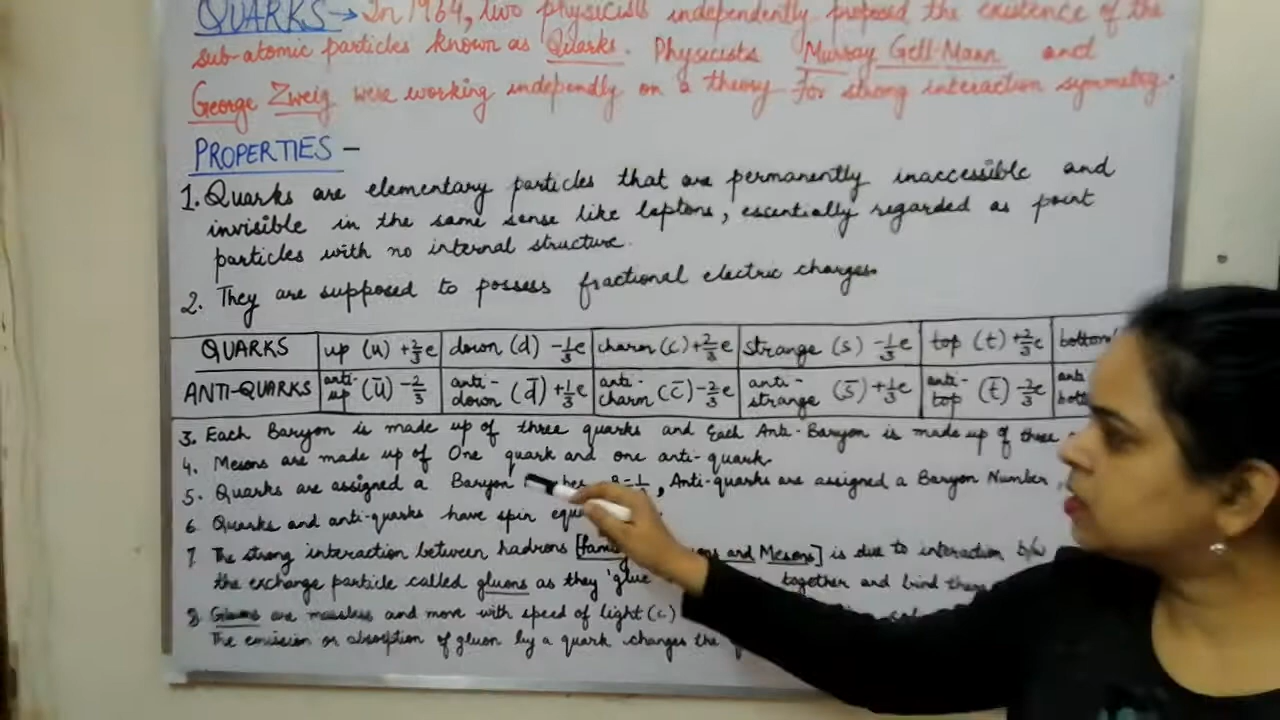 QUARKS → In 1964, two physicists independently proposed the existence of the
sub-atomic particles known as Quarks. Physicists Murray Gell-Mann and
George Zweig were working independly on a theory for strong interaction symmetry.
PROPERTIES -
1. Quarks are elementary particles that are permanently inaccessible and
invisible in the same sense like leptons, escentially regarded as point
particles with no internal structure.
2. They are supposed to possess fractional electric charges.
QUARKS up (u) +2/3e down (d) -1/3e charm (c) +2/3e strange (s) -1/3e top (t) +2/3e bottom
ANTI-QUARKS anti-up (ū) -2/3 anti-down (d̄) +1/3e anti-charm (c̄) -2/3e anti-strange (s̄) +1/3e anti-top (t̄) -2/3e anti bott
3. Each Baryon is made up of three quarks and Each Anti-Baryon is made up of three
4. Mesons are made up of One quark and one anti-quark
5. Quarks are assigned a Baryon , Anti-quarks are assigned a Baryon Number
6. Quarks and anti-quarks have spin
7. The strong interaction between hadrons [ and Mesons] is due to interaction b/w
the exchange particle called gluons as they 'glue together and bind them
8. Gluons are massless and move with speed of light (c)
The emission or absorption of gluon by a quark changes the